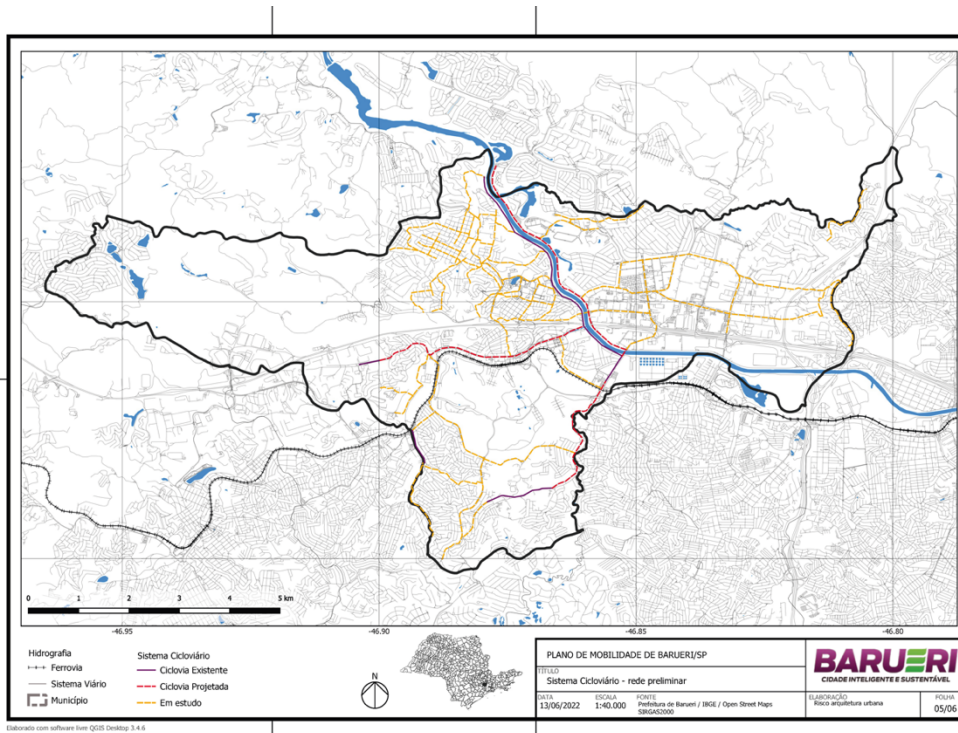 0 1 2 3 4 5 km
-46.95 -46.90 -46.85 -46.80
Hidrografia
Ferrovia
Sistema Viário
Município
Sistema Cicloviário
Ciclovia Existente
Ciclovia Projetada
Em estudo
N
PLANO DE MOBILIDADE DE BARUERI/SP
TÍTULO
Sistema Cicloviário - rede preliminar
DATA
13/06/2022
ESCALA
1:40.000
FONTE
Prefeitura de Barueri / IBGE / Open Street Maps
SIRGAS2000
BARUERI
CIDADE INTELIGENTE E SUSTENTÁVEL
ELABORAÇÃO
Risco arquitetura urbana
FOLHA
05/06
Elaborado com software livre QGIS Desktop 3.4.6